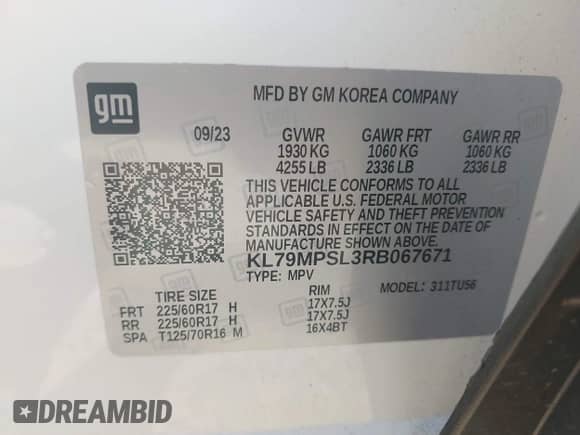 gm
MFD BY GM KOREA COMPANY
09/23 GVWR GAWR FRT GAWR RR
1930 KG 1060 KG 1060 KG
4255 LB 2336 LB 2336 LB
THIS VEHICLE CONFORMS TO ALL
APPLICABLE U.S. FEDERAL MOTOR
VEHICLE SAFETY AND THEFT PREVENTION
STANDARDS IN EFFECT ON THE DATE OF
MANUFACTURE SHOWN ABOVE.
KL79MPSL3RB067671
TYPE: MPV MODEL: 311TU56
TIRE SIZE RIM
FRT 225/60R17 H 17X7.5J
RR 225/60R17 H 17X7.5J
SPA T125/70R16 M 16X4BT
DREAMBID